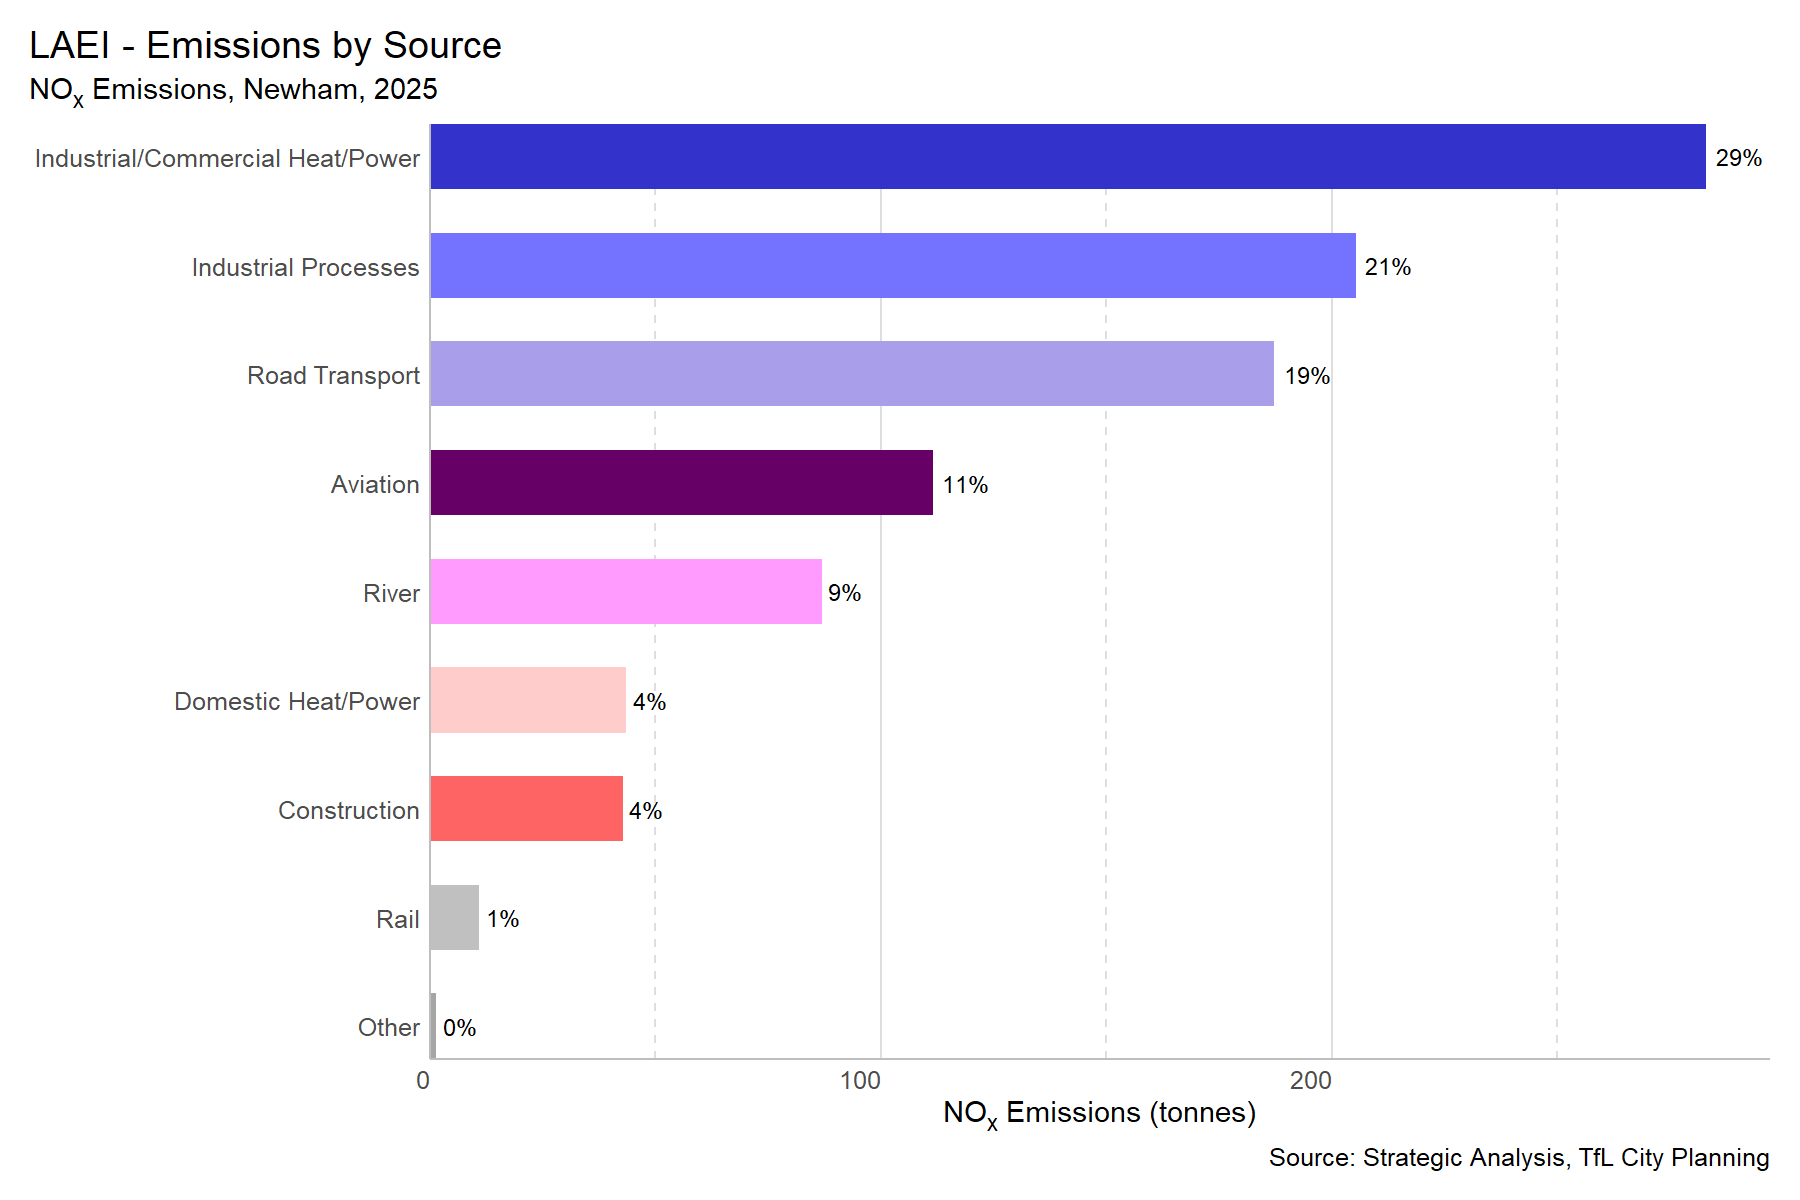 LAEI - Emissions by Source
NOx Emissions, Newham, 2025
Industrial/Commercial Heat/Power 29%
Industrial Processes 21%
Road Transport 19%
Aviation 11%
River 9%
Domestic Heat/Power 4%
Construction 4%
Rail 1%
Other 0%
0 100 200
NOx Emissions (tonnes)
Source: Strategic Analysis, TfL City Planning